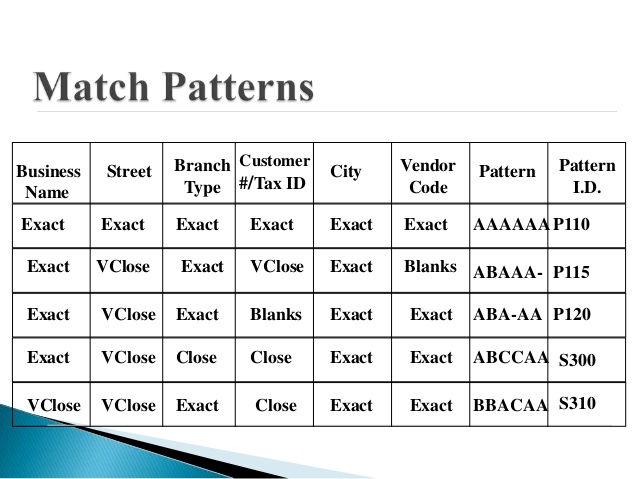 Match Patterns
Business Name Street Branch Type Customer #/Tax ID City Vendor Code Pattern Pattern I.D.
Exact Exact Exact Exact Exact Exact AAAAAA P110
Exact VClose Exact VClose Exact Blanks ABAAA- P115
Exact VClose Exact Blanks Exact Exact ABA-AA P120
Exact VClose Close Close Exact Exact ABCCAA S300
VClose VClose Exact Close Exact Exact BBACAA S310